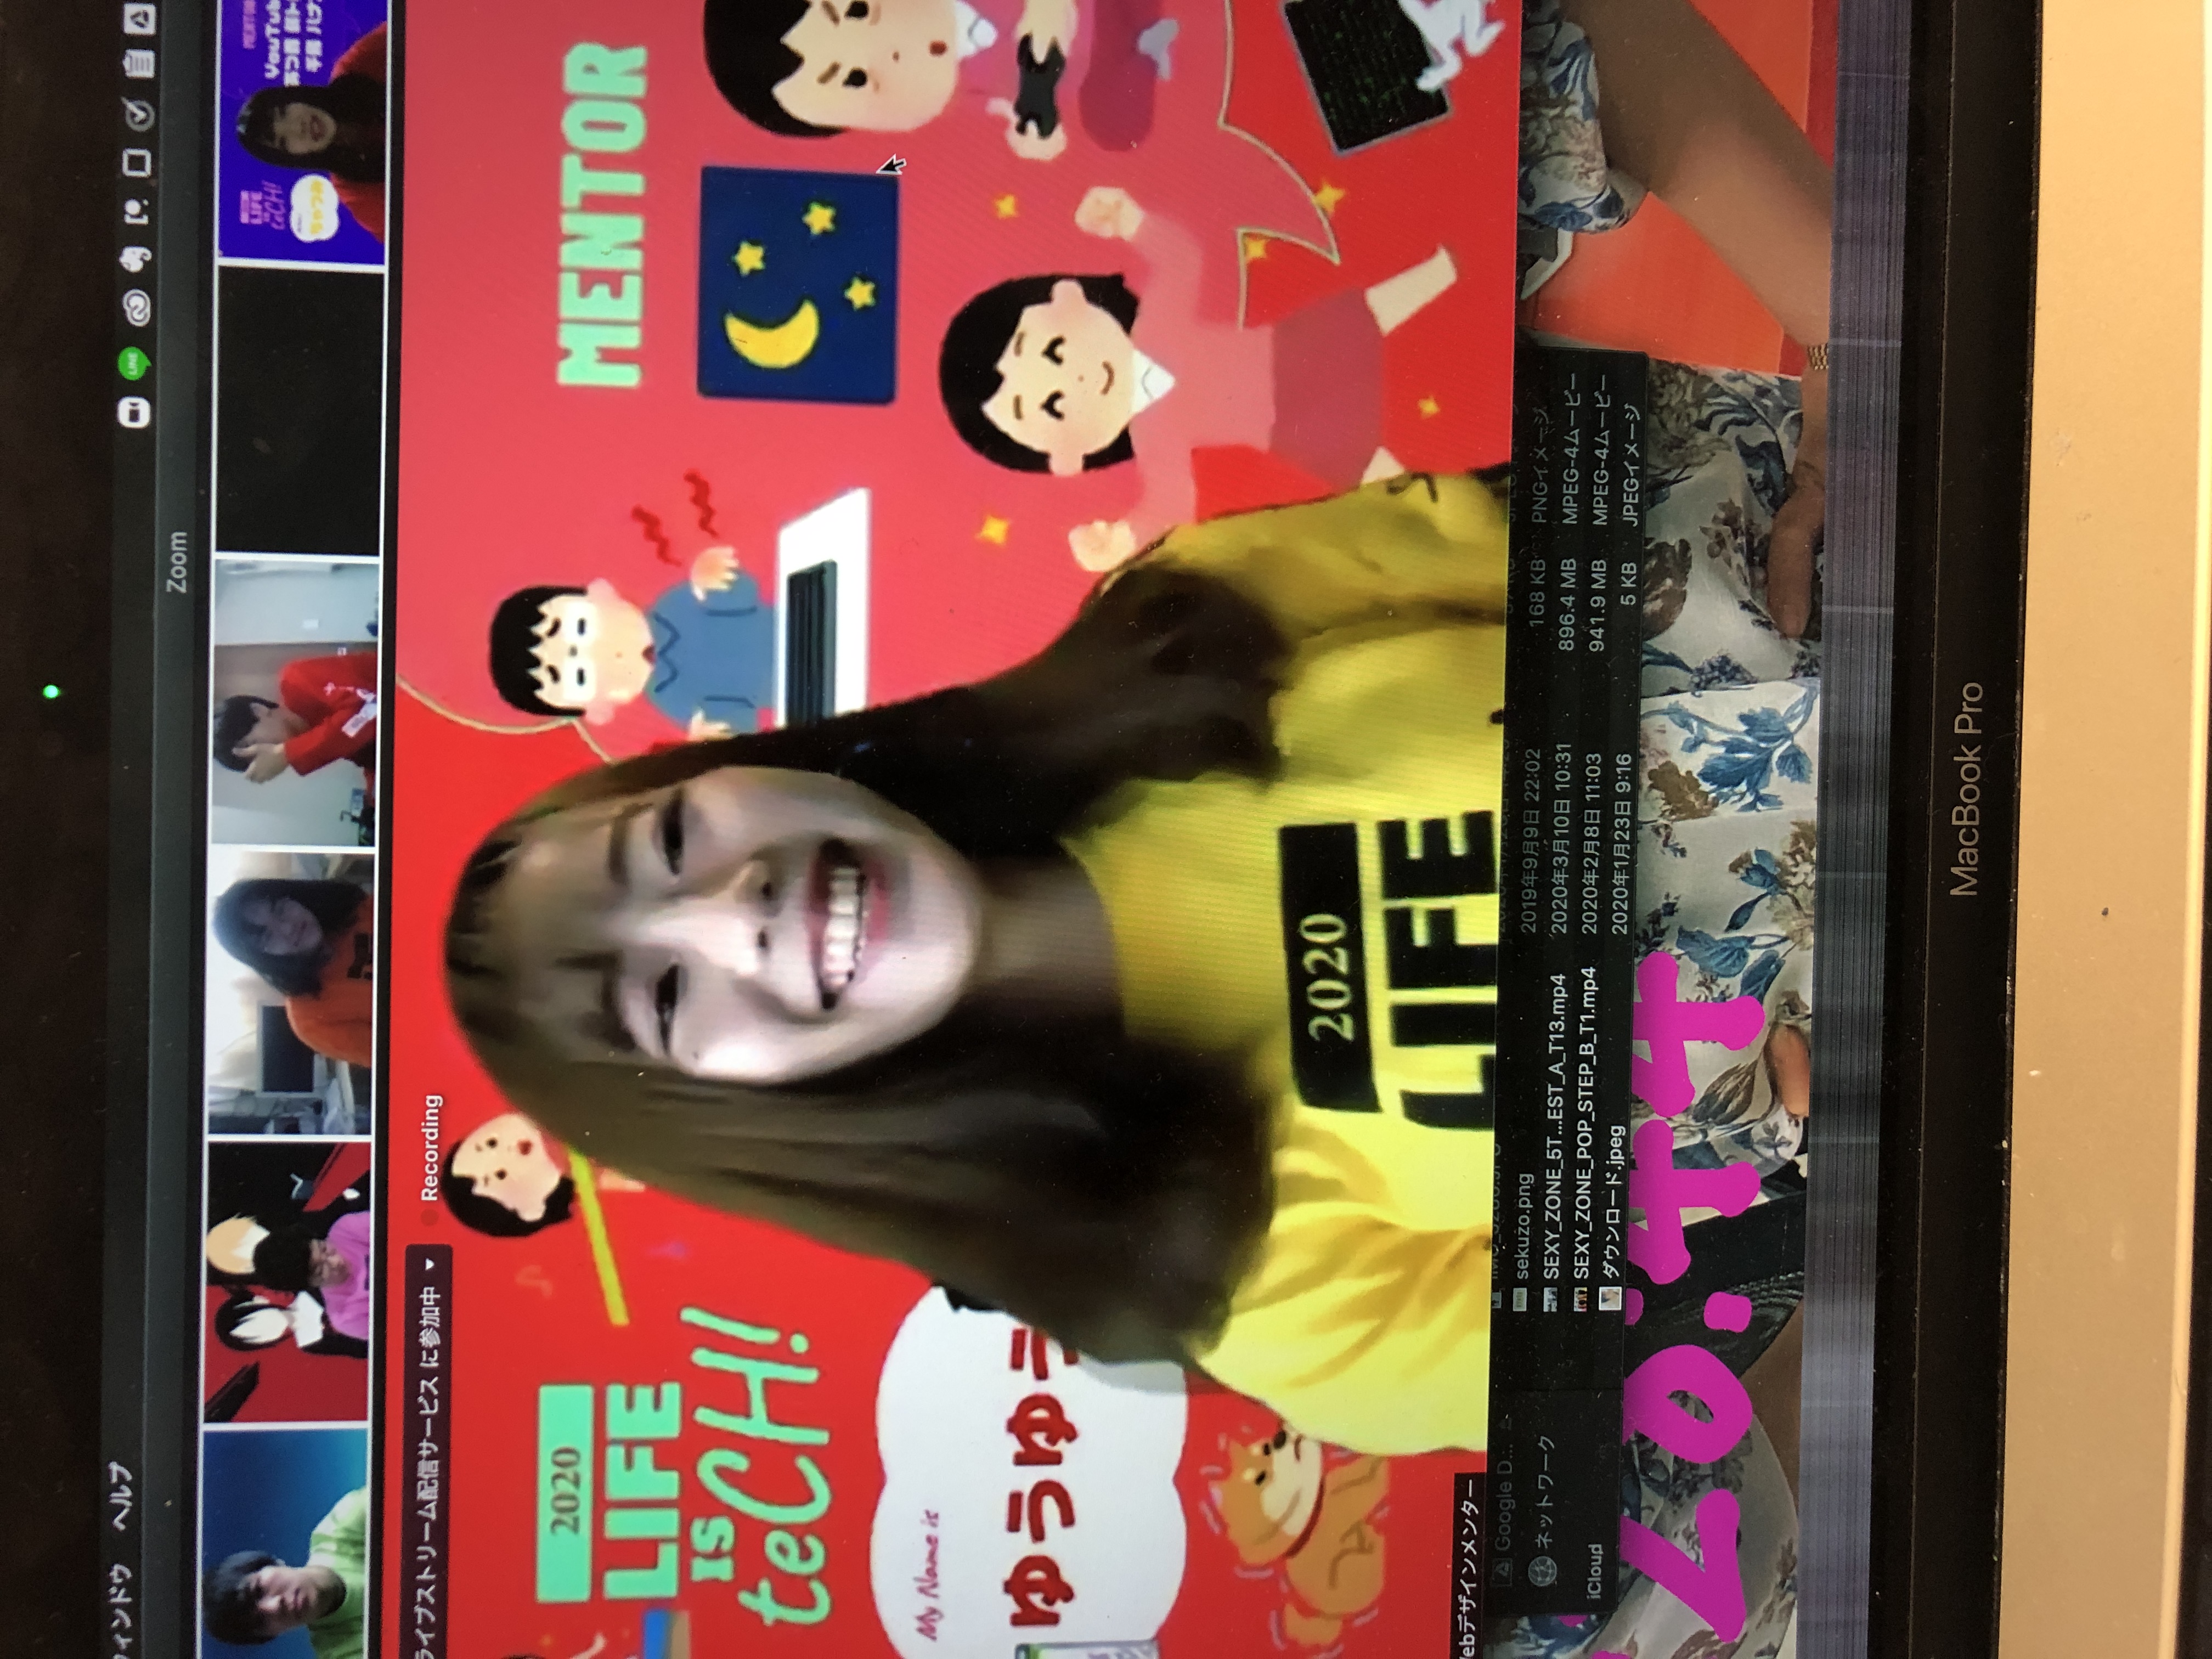 ウィンドウ ヘルプ
LINE
Zoom
LIFE
teCH!
ちゃつみ
ライブストリーム配信サービス に参加中
Recording
2020
LIFE
IS
teCH!
MENTOR
My Name is
ゆうゆう
2020
LIFE
Webデザインメンター
Google D...
ネットワーク
iCloud
sekuzo.png 2019年9月9日 22:02 168 KB PNGイメージ
SEXY_ZONE_5T...EST_A_T13.mp4 2020年3月10日 10:31 896.4 MB MPEG-4ムービー
SEXY_ZONE_POP_STEP_B_T1.mp4 2020年2月8日 11:03 941.9 MB MPEG-4ムービー
ダウンロード.jpeg 2020年1月23日 9:16 5 KB JPEGイメージ
20:44
MacBook Pro